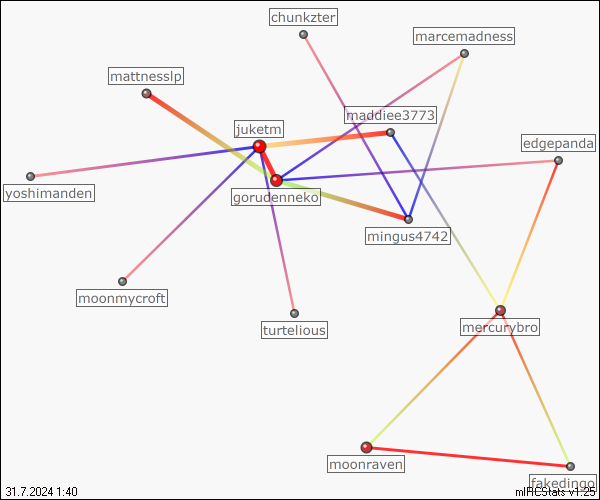 chunkzter
marcemadness
mattnesslp
maddiee3773
juketm
edgepanda
yoshimanden
gorudenneko
mingus4742
moonmycroft
turtelious
mercurybro
moonraven
fakedingo
31.7.2024 1:40
mIRCStats v1.25